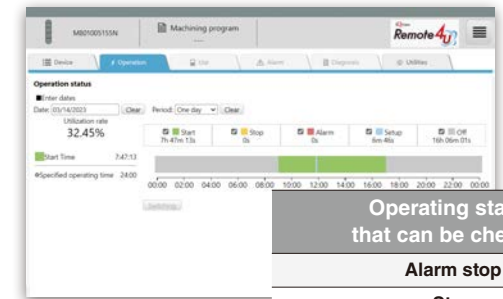 MB01005155N
Machining program
Remote4U
Device
Operation
Use
Alarm
Diagnosis
Utilities
Operation status
■Enter dates
Date: 03/14/2023 Clear Period: One day Clear
Utilization rate
32.45%
Start
7h 47m 13s
Stop
0s
Alarm
0s
Setup
6m 46s
Off
16h 06m 01s
Start Time 7:47:13
Specified operating time 24:00
00:00 02:00 04:00 06:00 08:00 10:00 12:00 14:00 16:00 18:00 20:00 22:00 00:00
Switching
Operating sta
that can be che
Alarm stop